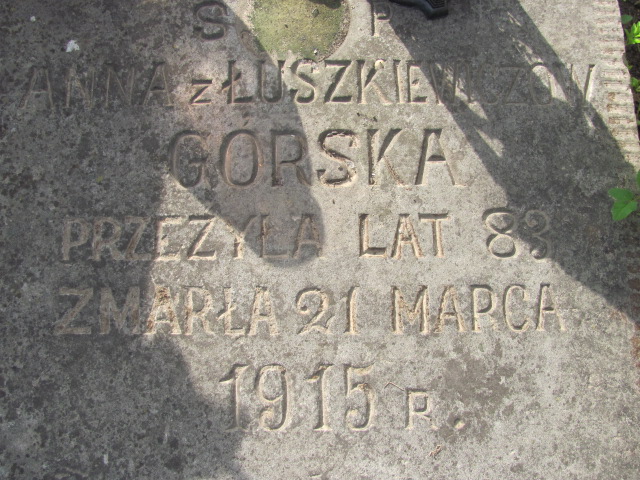 S P
ANNA z ŁUSZKIEWICZÓW
GÓRSKA
PRZEŻYŁA LAT 83
ZMARŁA 21 MARCA
1915 r.